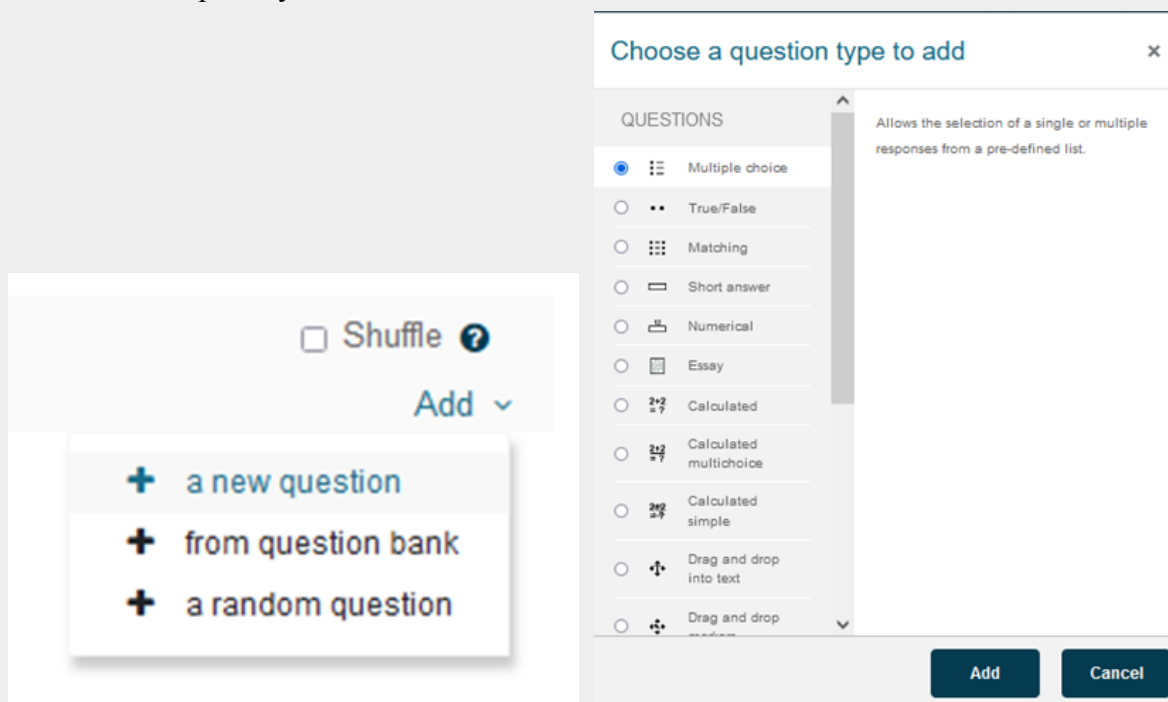 Shuffle
Add
a new question
from question bank
a random question
Choose a question type to add
QUESTIONS
Multiple choice
True/False
Matching
Short answer
Numerical
Essay
Calculated
Calculated
multichoice
Calculated
simple
Drag and drop
into text
Drag and drop
Allows the selection of a single or multiple
responses from a pre-defined list.
Add
Cancel